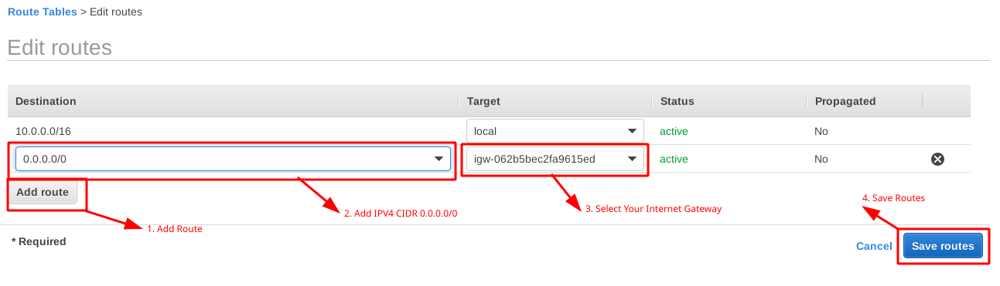 Route Tables > Edit routes
Edit routes
Destination Target Status Propagated
10.0.0.0/16 local active No
0.0.0.0/0 igw-062b5bec2fa9615ed active No
Add route
4. Save Routes
3. Select Your Internet Gateway
2. Add IPV4 CIDR 0.0.0.0/0
1. Add Route
* Required
Cancel Save routes